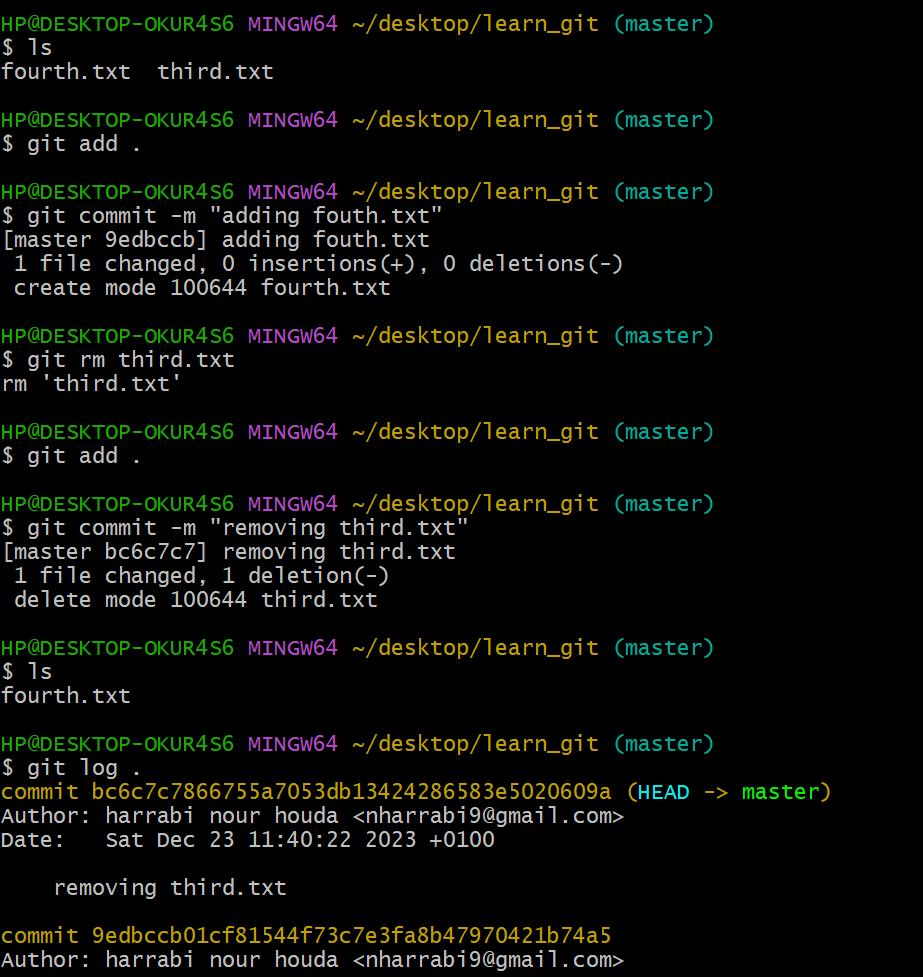 HP@DESKTOP-OKUR4S6 MINGW64 ~/desktop/learn_git (master)
$ ls
fourth.txt  third.txt
HP@DESKTOP-OKUR4S6 MINGW64 ~/desktop/learn_git (master)
$ git add .
HP@DESKTOP-OKUR4S6 MINGW64 ~/desktop/learn_git (master)
$ git commit -m "adding fouth.txt"
[master 9edbccb] adding fouth.txt
 1 file changed, 0 insertions(+), 0 deletions(-)
 create mode 100644 fourth.txt
HP@DESKTOP-OKUR4S6 MINGW64 ~/desktop/learn_git (master)
$ git rm third.txt
rm 'third.txt'
HP@DESKTOP-OKUR4S6 MINGW64 ~/desktop/learn_git (master)
$ git add .
HP@DESKTOP-OKUR4S6 MINGW64 ~/desktop/learn_git (master)
$ git commit -m "removing third.txt"
[master bc6c7c7] removing third.txt
 1 file changed, 1 deletion(-)
 delete mode 100644 third.txt
HP@DESKTOP-OKUR4S6 MINGW64 ~/desktop/learn_git (master)
$ ls
fourth.txt
HP@DESKTOP-OKUR4S6 MINGW64 ~/desktop/learn_git (master)
$ git log .
commit bc6c7c7866755a7053db13424286583e5020609a (HEAD -> master)
Author: harrabi nour houda <nharrabi9@gmail.com>
Date:   Sat Dec 23 11:40:22 2023 +0100
    removing third.txt
commit 9edbccb01cf81544f73c7e3fa8b47970421b74a5
Author: harrabi nour houda <nharrabi9@gmail.com>